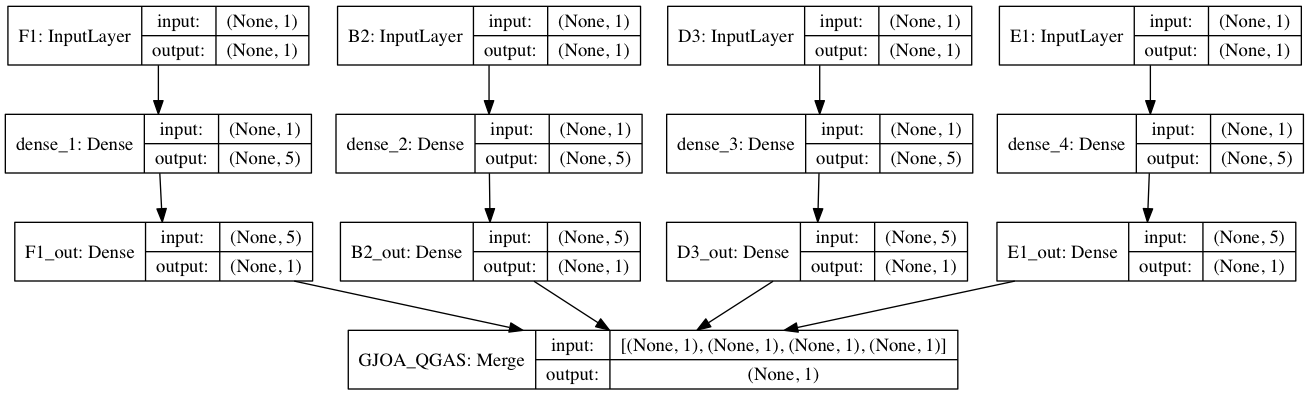 F1: InputLayer input: (None, 1) output: (None, 1)
B2: InputLayer input: (None, 1) output: (None, 1)
D3: InputLayer input: (None, 1) output: (None, 1)
E1: InputLayer input: (None, 1) output: (None, 1)
dense_1: Dense input: (None, 1) output: (None, 5)
dense_2: Dense input: (None, 1) output: (None, 5)
dense_3: Dense input: (None, 1) output: (None, 5)
dense_4: Dense input: (None, 1) output: (None, 5)
F1_out: Dense input: (None, 5) output: (None, 1)
B2_out: Dense input: (None, 5) output: (None, 1)
D3_out: Dense input: (None, 5) output: (None, 1)
E1_out: Dense input: (None, 5) output: (None, 1)
GJOA_QGAS: Merge input: [(None, 1), (None, 1), (None, 1), (None, 1)] output: (None, 1)